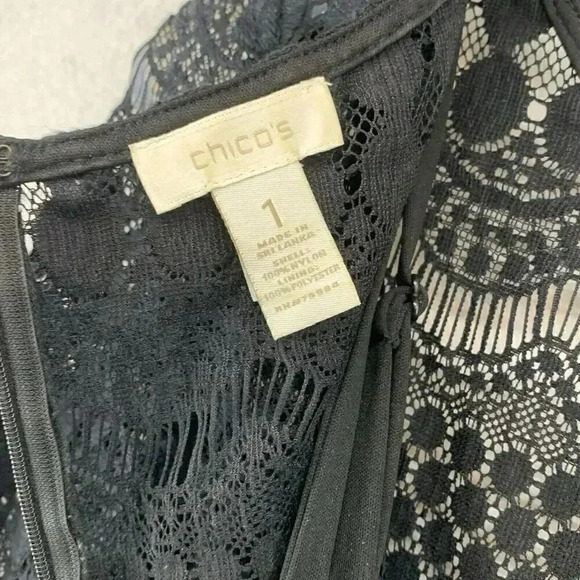 chico's
1
MADE IN
SRI LANKA
SHELL:
100% NYLON
LINING:
100% POLYESTER